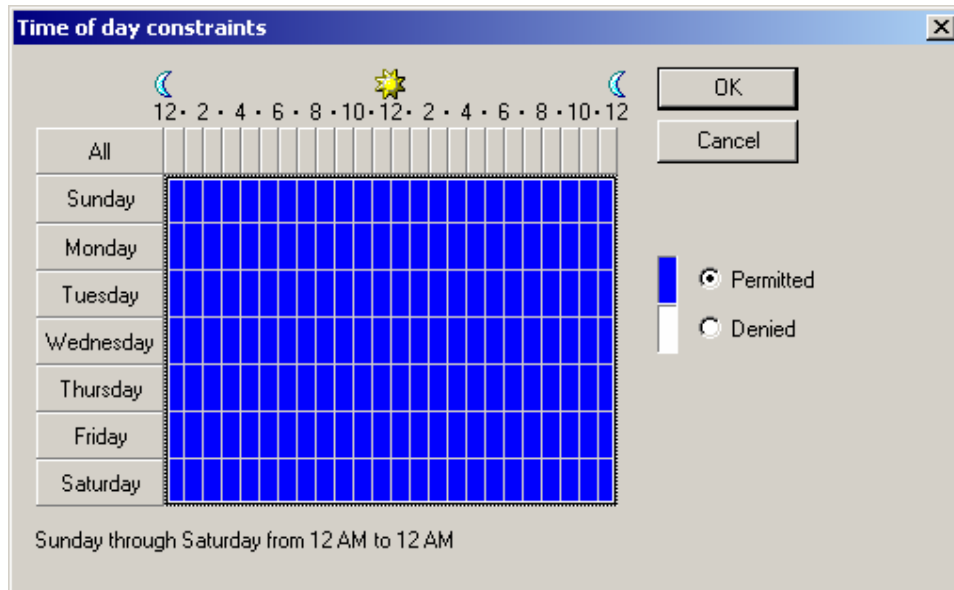 Time of day constraints
12 · 2 · 4 · 6 · 8 · 10 · 12 · 2 · 4 · 6 · 8 · 10 · 12
OK
Cancel
All
Sunday
Monday
Tuesday
Wednesday
Thursday
Friday
Saturday
Permitted
Denied
Sunday through Saturday from 12 AM to 12 AM